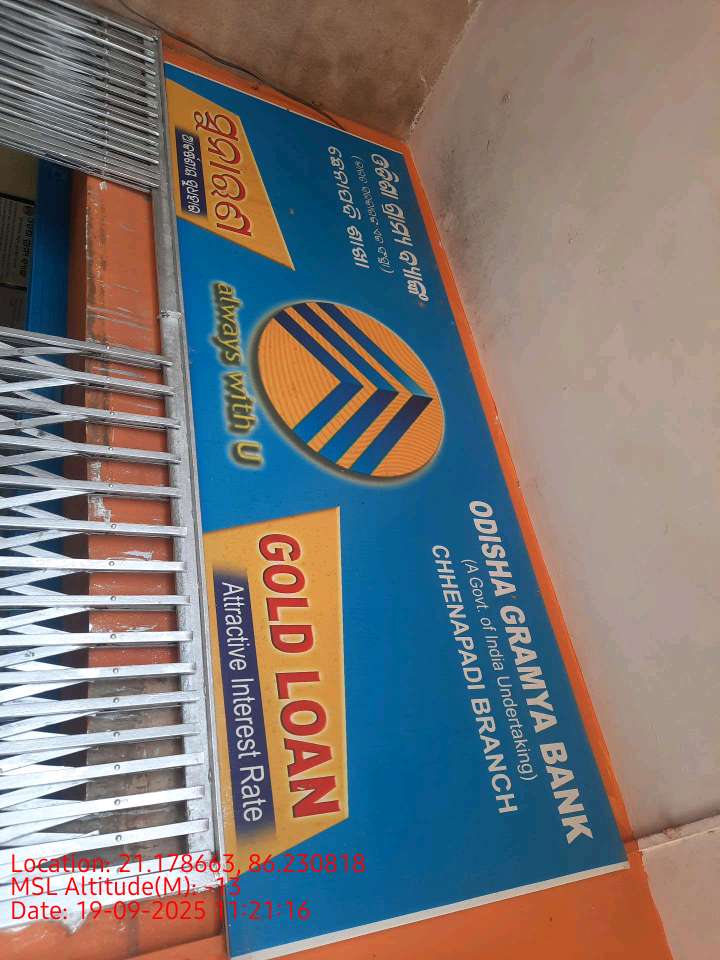 ଓଡିଶା ଗ୍ରାମ୍ୟ ବ୍ୟାଙ୍କ
ଛେନାପଡି ଶାଖା
always with U
ODISHA GRAMYA BANK
(A Govt. of India Undertaking)
CHHENAPADI BRANCH
GOLD LOAN
Attractive Interest Rate
Location: 21.178663, 86.230818
MSL Altitude(M): -13
Date: 19-09-2025 11:21:16